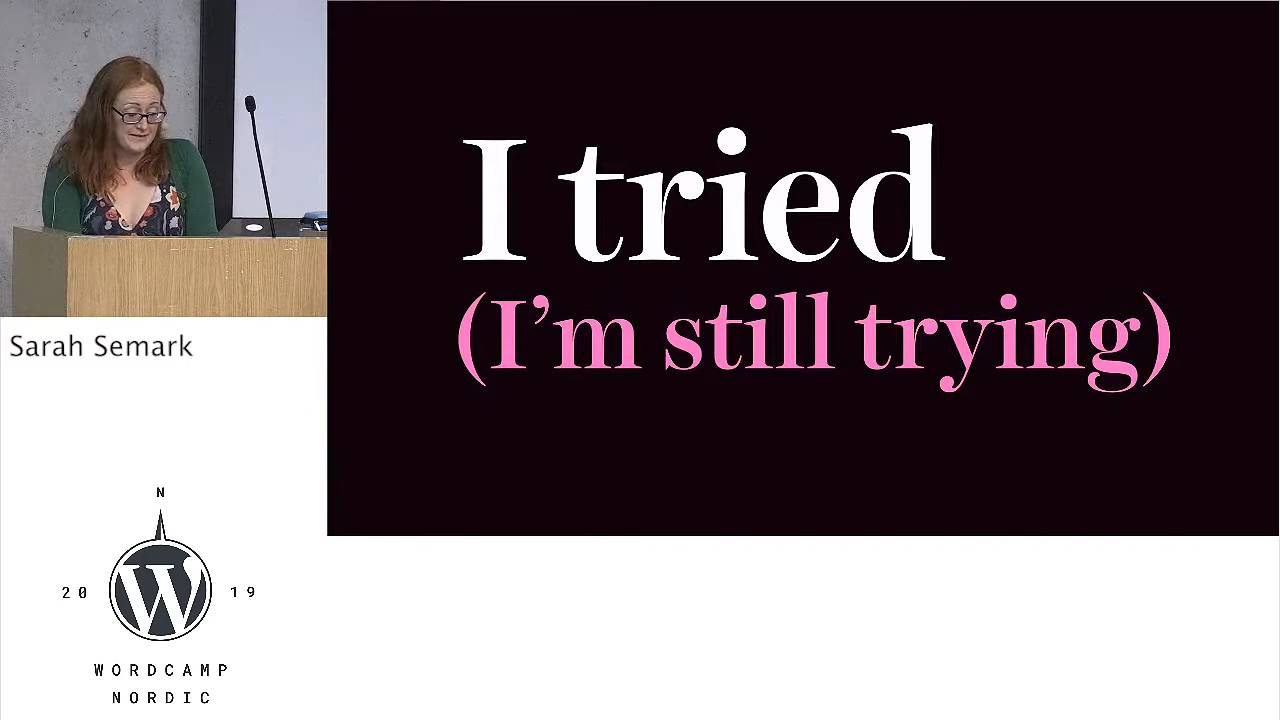 I tried
(I'm still trying)
Sarah Semark
N
20 19
WORDCAMP
NORDIC